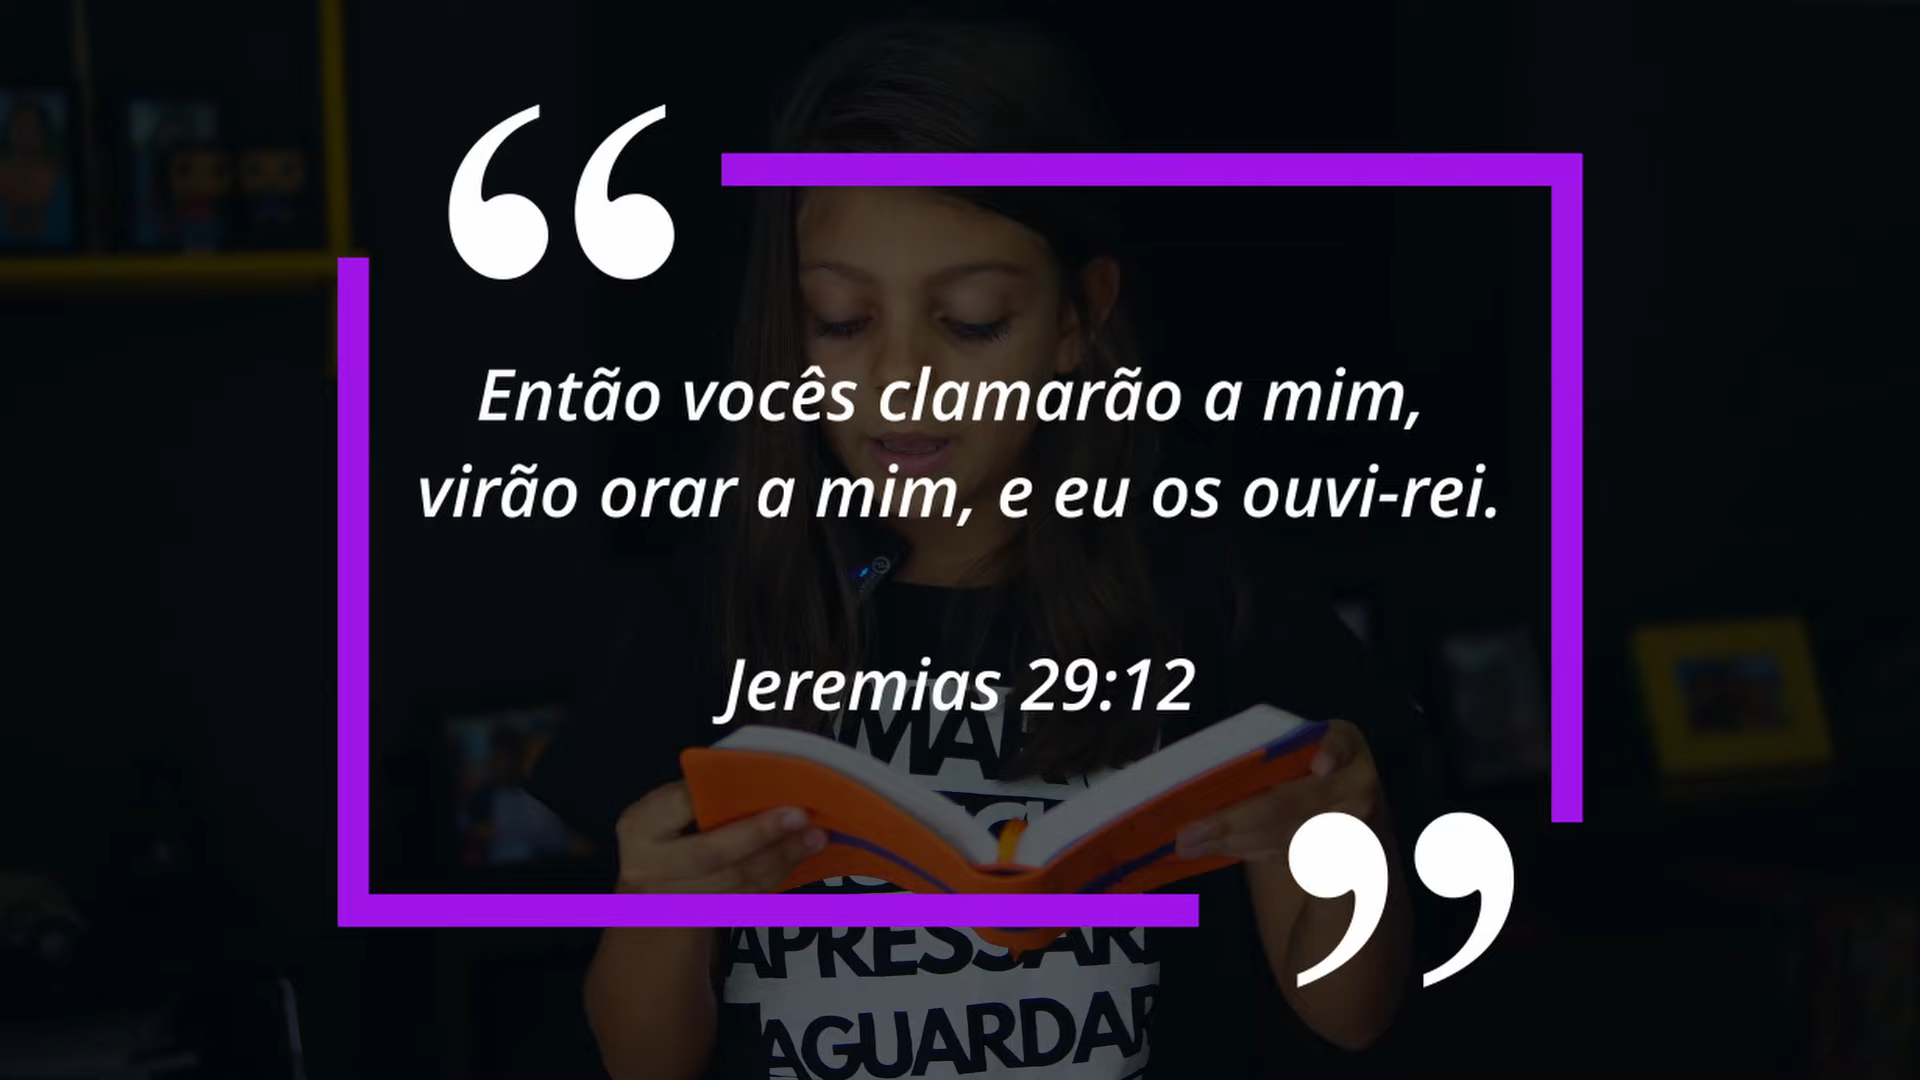 Então vocês clamarão a mim,
virão orar a mim, e eu os ouvi-rei.
Jeremias 29:12
APRESSAR
AGUARDAR